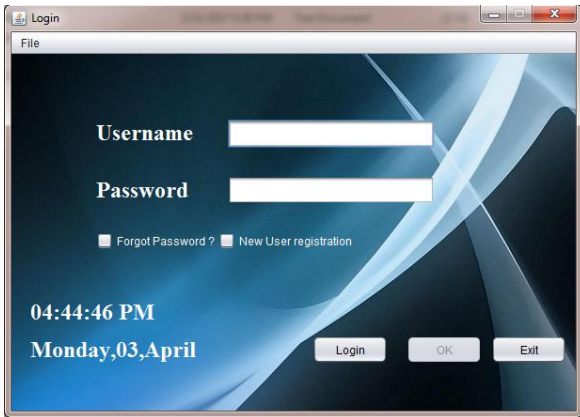 Login
File
Username
Password
Forgot Password ? New User registration
04:44:46 PM
Monday,03,April
Login OK Exit